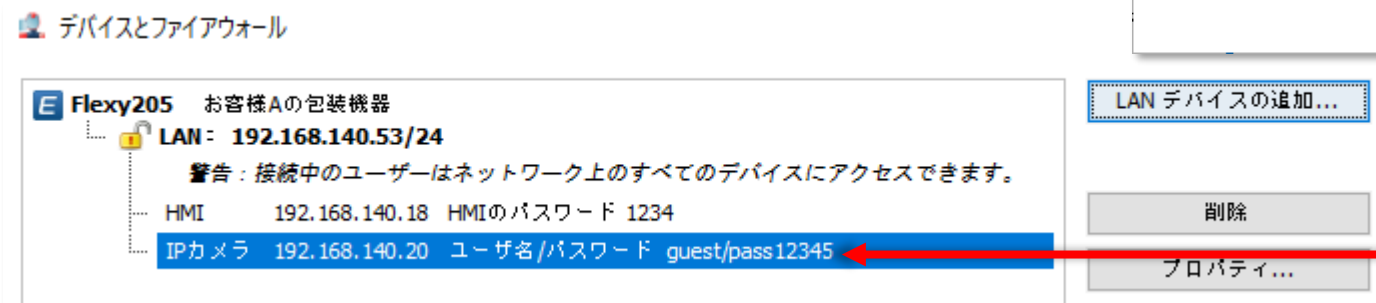 デバイスとファイアウォール
Flexy205 お客様Aの包装機器
LAN: 192.168.140.53/24
警告：接続中のユーザーはネットワーク上のすべてのデバイスにアクセスできます。
HMI 192.168.140.18 HMIのパスワード 1234
IPカメラ 192.168.140.20 ユーザ名/パスワード guest/pass12345
LAN デバイスの追加...
削除
プロパティ...